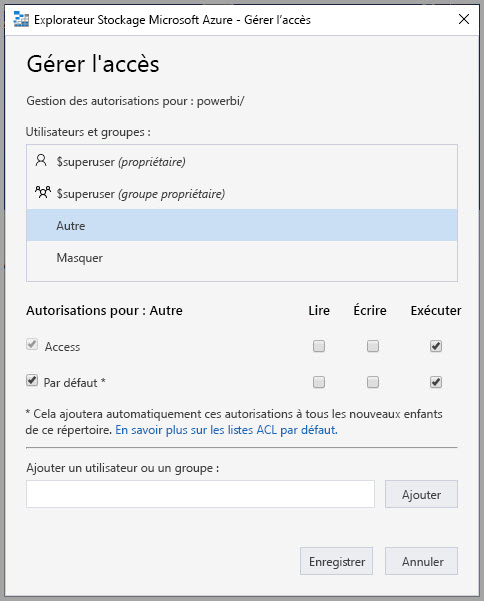 Explorateur Stockage Microsoft Azure - Gérer l'accès
Gérer l'accès
Gestion des autorisations pour : powerbi/
Utilisateurs et groupes :
$superuser (propriétaire)
$superuser (groupe propriétaire)
Autre
Masquer
Autorisations pour : Autre Lire Écrire Exécuter
Access
Par défaut *
* Cela ajoutera automatiquement ces autorisations à tous les nouveaux enfants
de ce répertoire. En savoir plus sur les listes ACL par défaut.
Ajouter un utilisateur ou un groupe :
Ajouter
Enregistrer Annuler